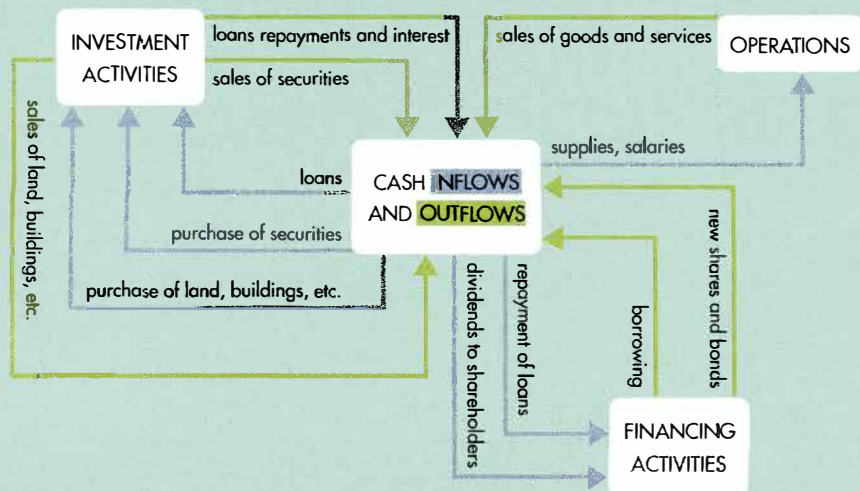 INVESTMENT
ACTIVITIES
loans repayments and interest
sales of securities
sales of goods and services
OPERATIONS
supplies, salaries
sales of land, buildings, etc.
loans
purchase of securities
purchase of land, buildings, etc.
CASH INFLOWS
AND OUTFLOWS
dividends to shareholders
repayment of loans
borrowing
new shares and bonds
FINANCING
ACTIVITIES